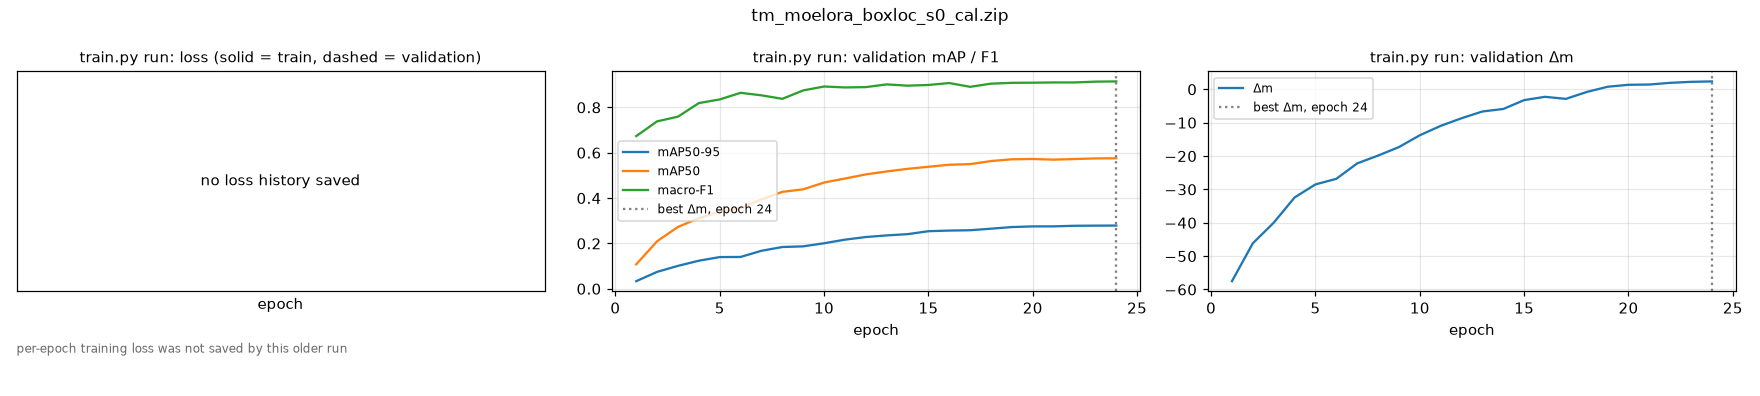 tm_moelora_boxloc_s0_cal.zip
train.py run: loss (solid = train, dashed = validation)
no loss history saved
epoch
per-epoch training loss was not saved by this older run
train.py run: validation mAP / F1
0.8
0.6
0.4
0.2
0.0
mAP50-95
mAP50
macro-F1
best Δm, epoch 24
0 5 10 15 20 25
epoch
train.py run: validation Δm
0
−10
−20
−30
−40
−50
−60
Δm
best Δm, epoch 24
0 5 10 15 20 25
epoch